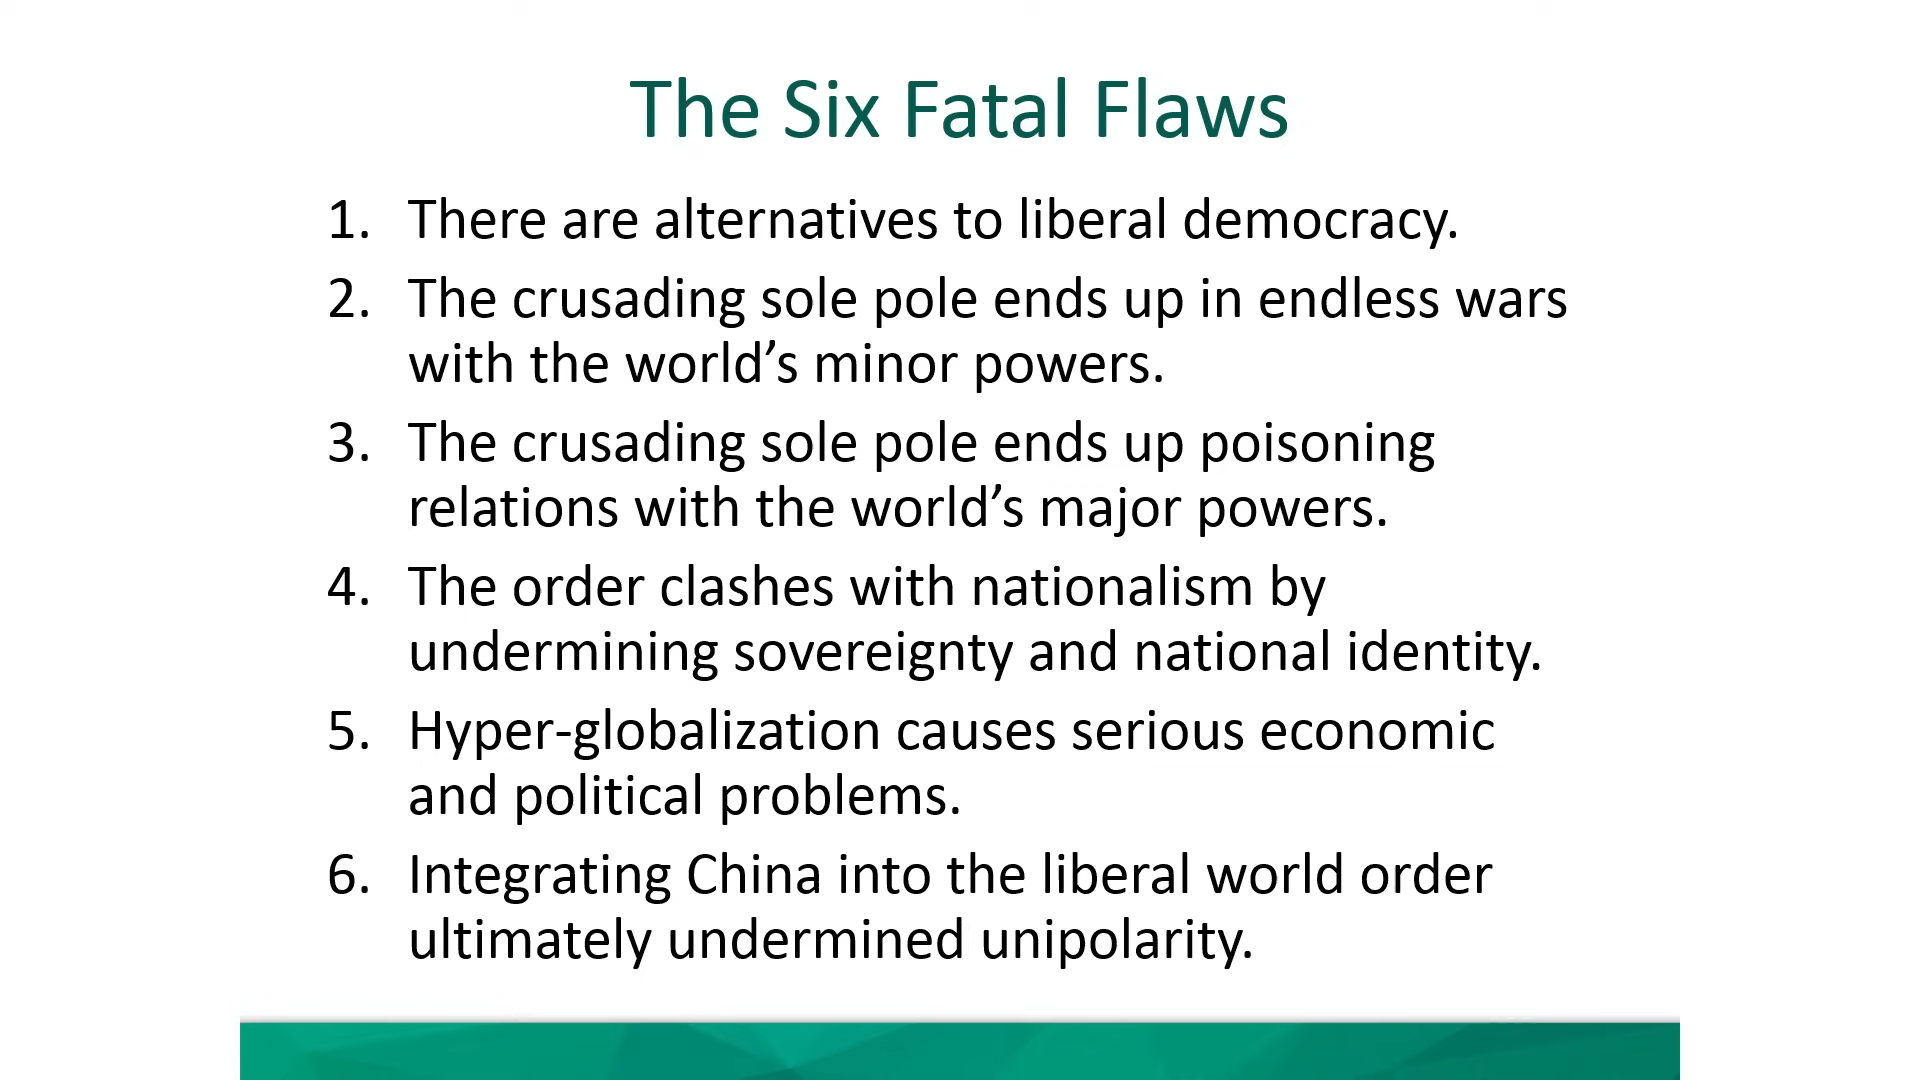 The Six Fatal Flaws
1. There are alternatives to liberal democracy.
2. The crusading sole pole ends up in endless wars
with the world’s minor powers.
3. The crusading sole pole ends up poisoning
relations with the world’s major powers.
4. The order clashes with nationalism by
undermining sovereignty and national identity.
5. Hyper-globalization causes serious economic
and political problems.
6. Integrating China into the liberal world order
ultimately undermined unipolarity.